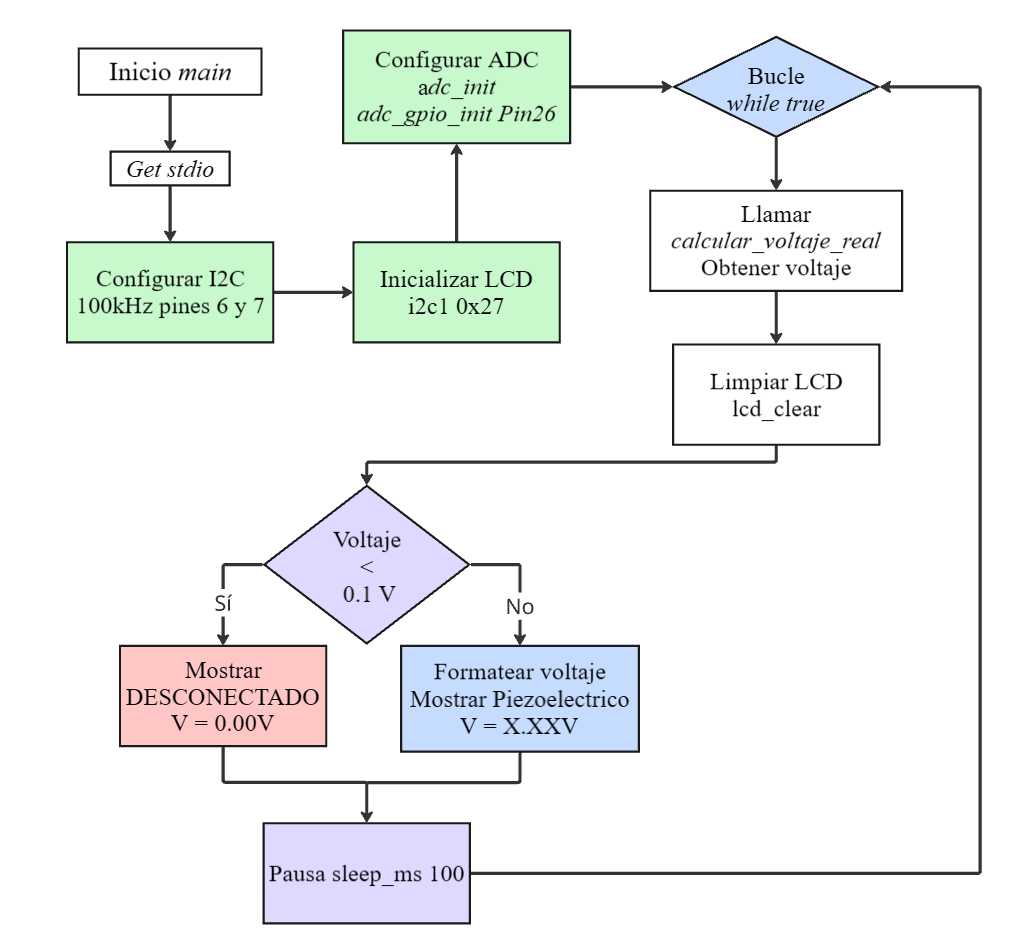 Inicio main
Get stdio
Configurar I2C
100kHz pines 6 y 7
Inicializar LCD
i2c1 0x27
Configurar ADC
adc_init
adc_gpio_init Pin26
Bucle
while true
Llamar
calcular_voltaje_real
Obtener voltaje
Limpiar LCD
lcd_clear
Voltaje
<
0.1 V
Sí
No
Mostrar
DESCONECTADO
V = 0.00V
Formatear voltaje
Mostrar Piezoelectrico
V = X.XXV
Pausa sleep_ms 100